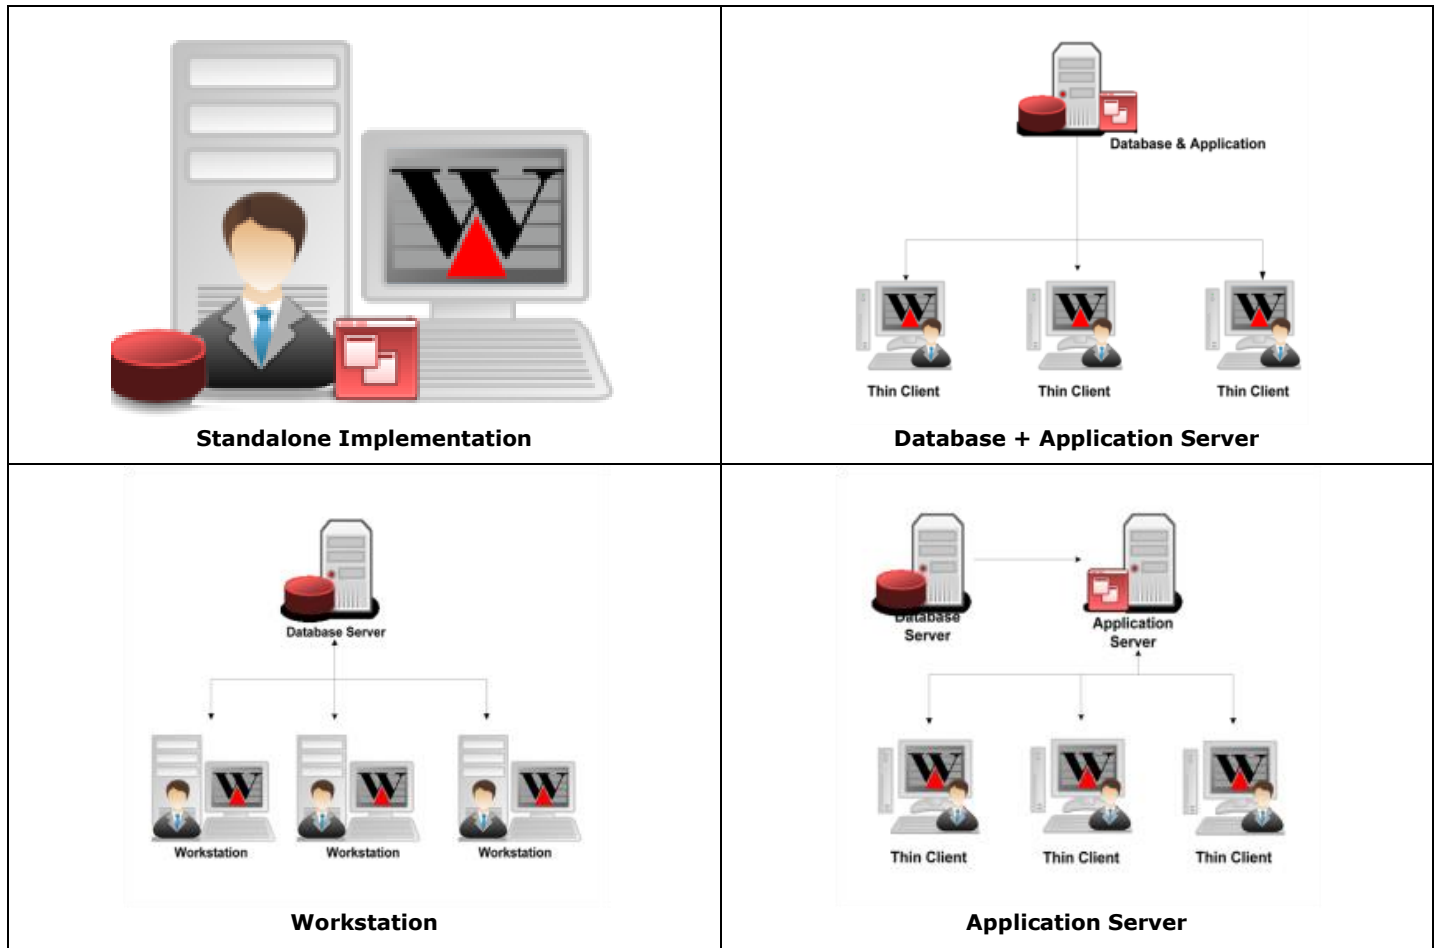 W
Standalone Implementation
Database & Application
W W W
Thin Client Thin Client Thin Client
Database + Application Server
Database Server
W W W
Workstation Workstation Workstation
Workstation
Database
Server
Application
Server
W W W
Thin Client Thin Client Thin Client
Application Server